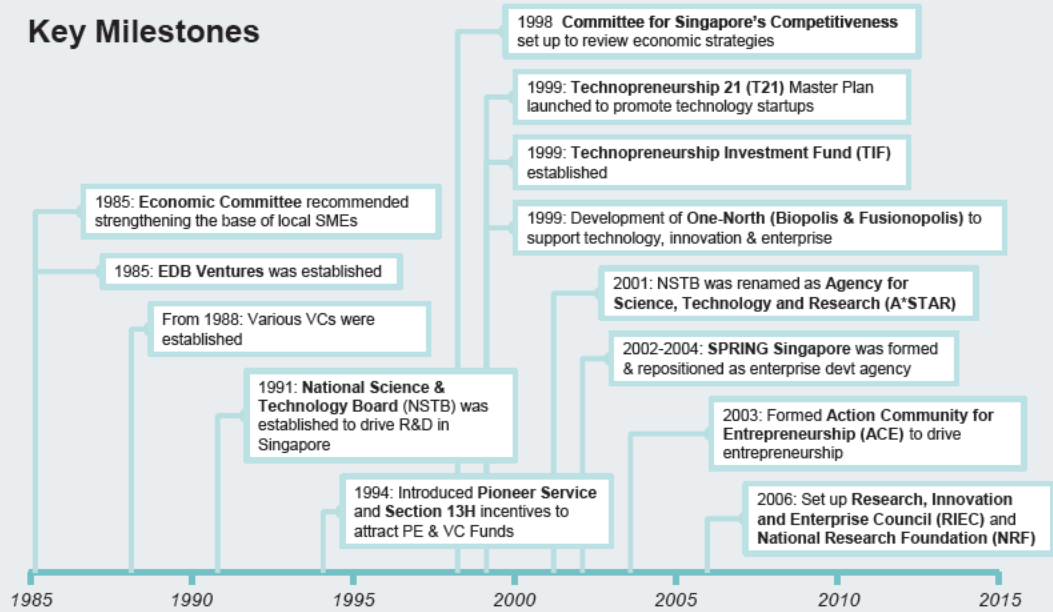 Key Milestones
1998 Committee for Singapore's Competitiveness
set up to review economic strategies
1999: Technopreneurship 21 (T21) Master Plan
launched to promote technology startups
1999: Technopreneurship Investment Fund (TIF)
established
1985: Economic Committee recommended
strengthening the base of local SMEs
1999: Development of One-North (Biopolis & Fusionopolis) to
support technology, innovation & enterprise
1985: EDB Ventures was established
2001: NSTB was renamed as Agency for
Science, Technology and Research (A*STAR)
From 1988: Various VCs were
established
2002-2004: SPRING Singapore was formed
& repositioned as enterprise devt agency
1991: National Science &
Technology Board (NSTB) was
established to drive R&D in
Singapore
2003: Formed Action Community for
Entrepreneurship (ACE) to drive
entrepreneurship
1994: Introduced Pioneer Service
and Section 13H incentives to
attract PE & VC Funds
2006: Set up Research, Innovation
and Enterprise Council (RIEC) and
National Research Foundation (NRF)
1985 1990 1995 2000 2005 2010 2015